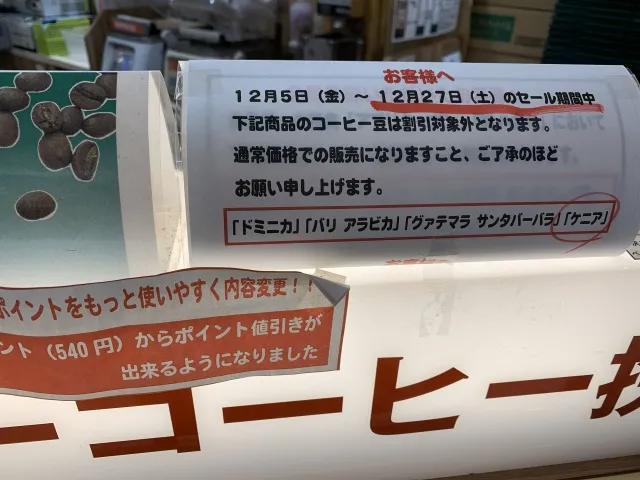 お客様へ
12月5日（金）～12月27日（土）のセール期間中
下記商品のコーヒー豆は割引対象外となります。
通常価格での販売になりますこと、ご了承のほど
お願い申し上げます。
「ドミニカ」「バリ アラビカ」「グァテマラ サンタバーバラ」「ケニア」
ポイントをもっと使いやすく内容変更！！
ント（540円）からポイント値引きが
出来るようになりました
ーコーヒー